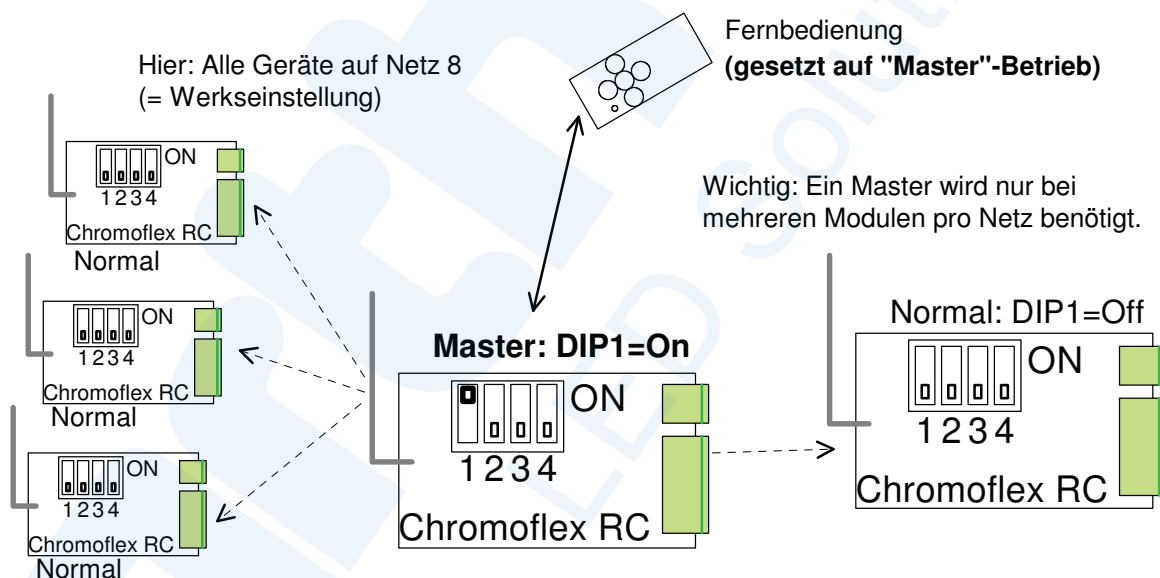 Fernbedienung
(gesetzt auf "Master"-Betrieb)
Hier: Alle Geräte auf Netz 8
(= Werkseinstellung)
ON
1234
Chromoflex RC
Normal
Wichtig: Ein Master wird nur bei
mehreren Modulen pro Netz benötigt.
ON
1234
Chromoflex RC
Normal
ON
1234
Chromoflex RC
Normal
Master: DIP1=On
ON
1234
Chromoflex RC
Normal: DIP1=Off
ON
1234
Chromoflex RC
LED Solut